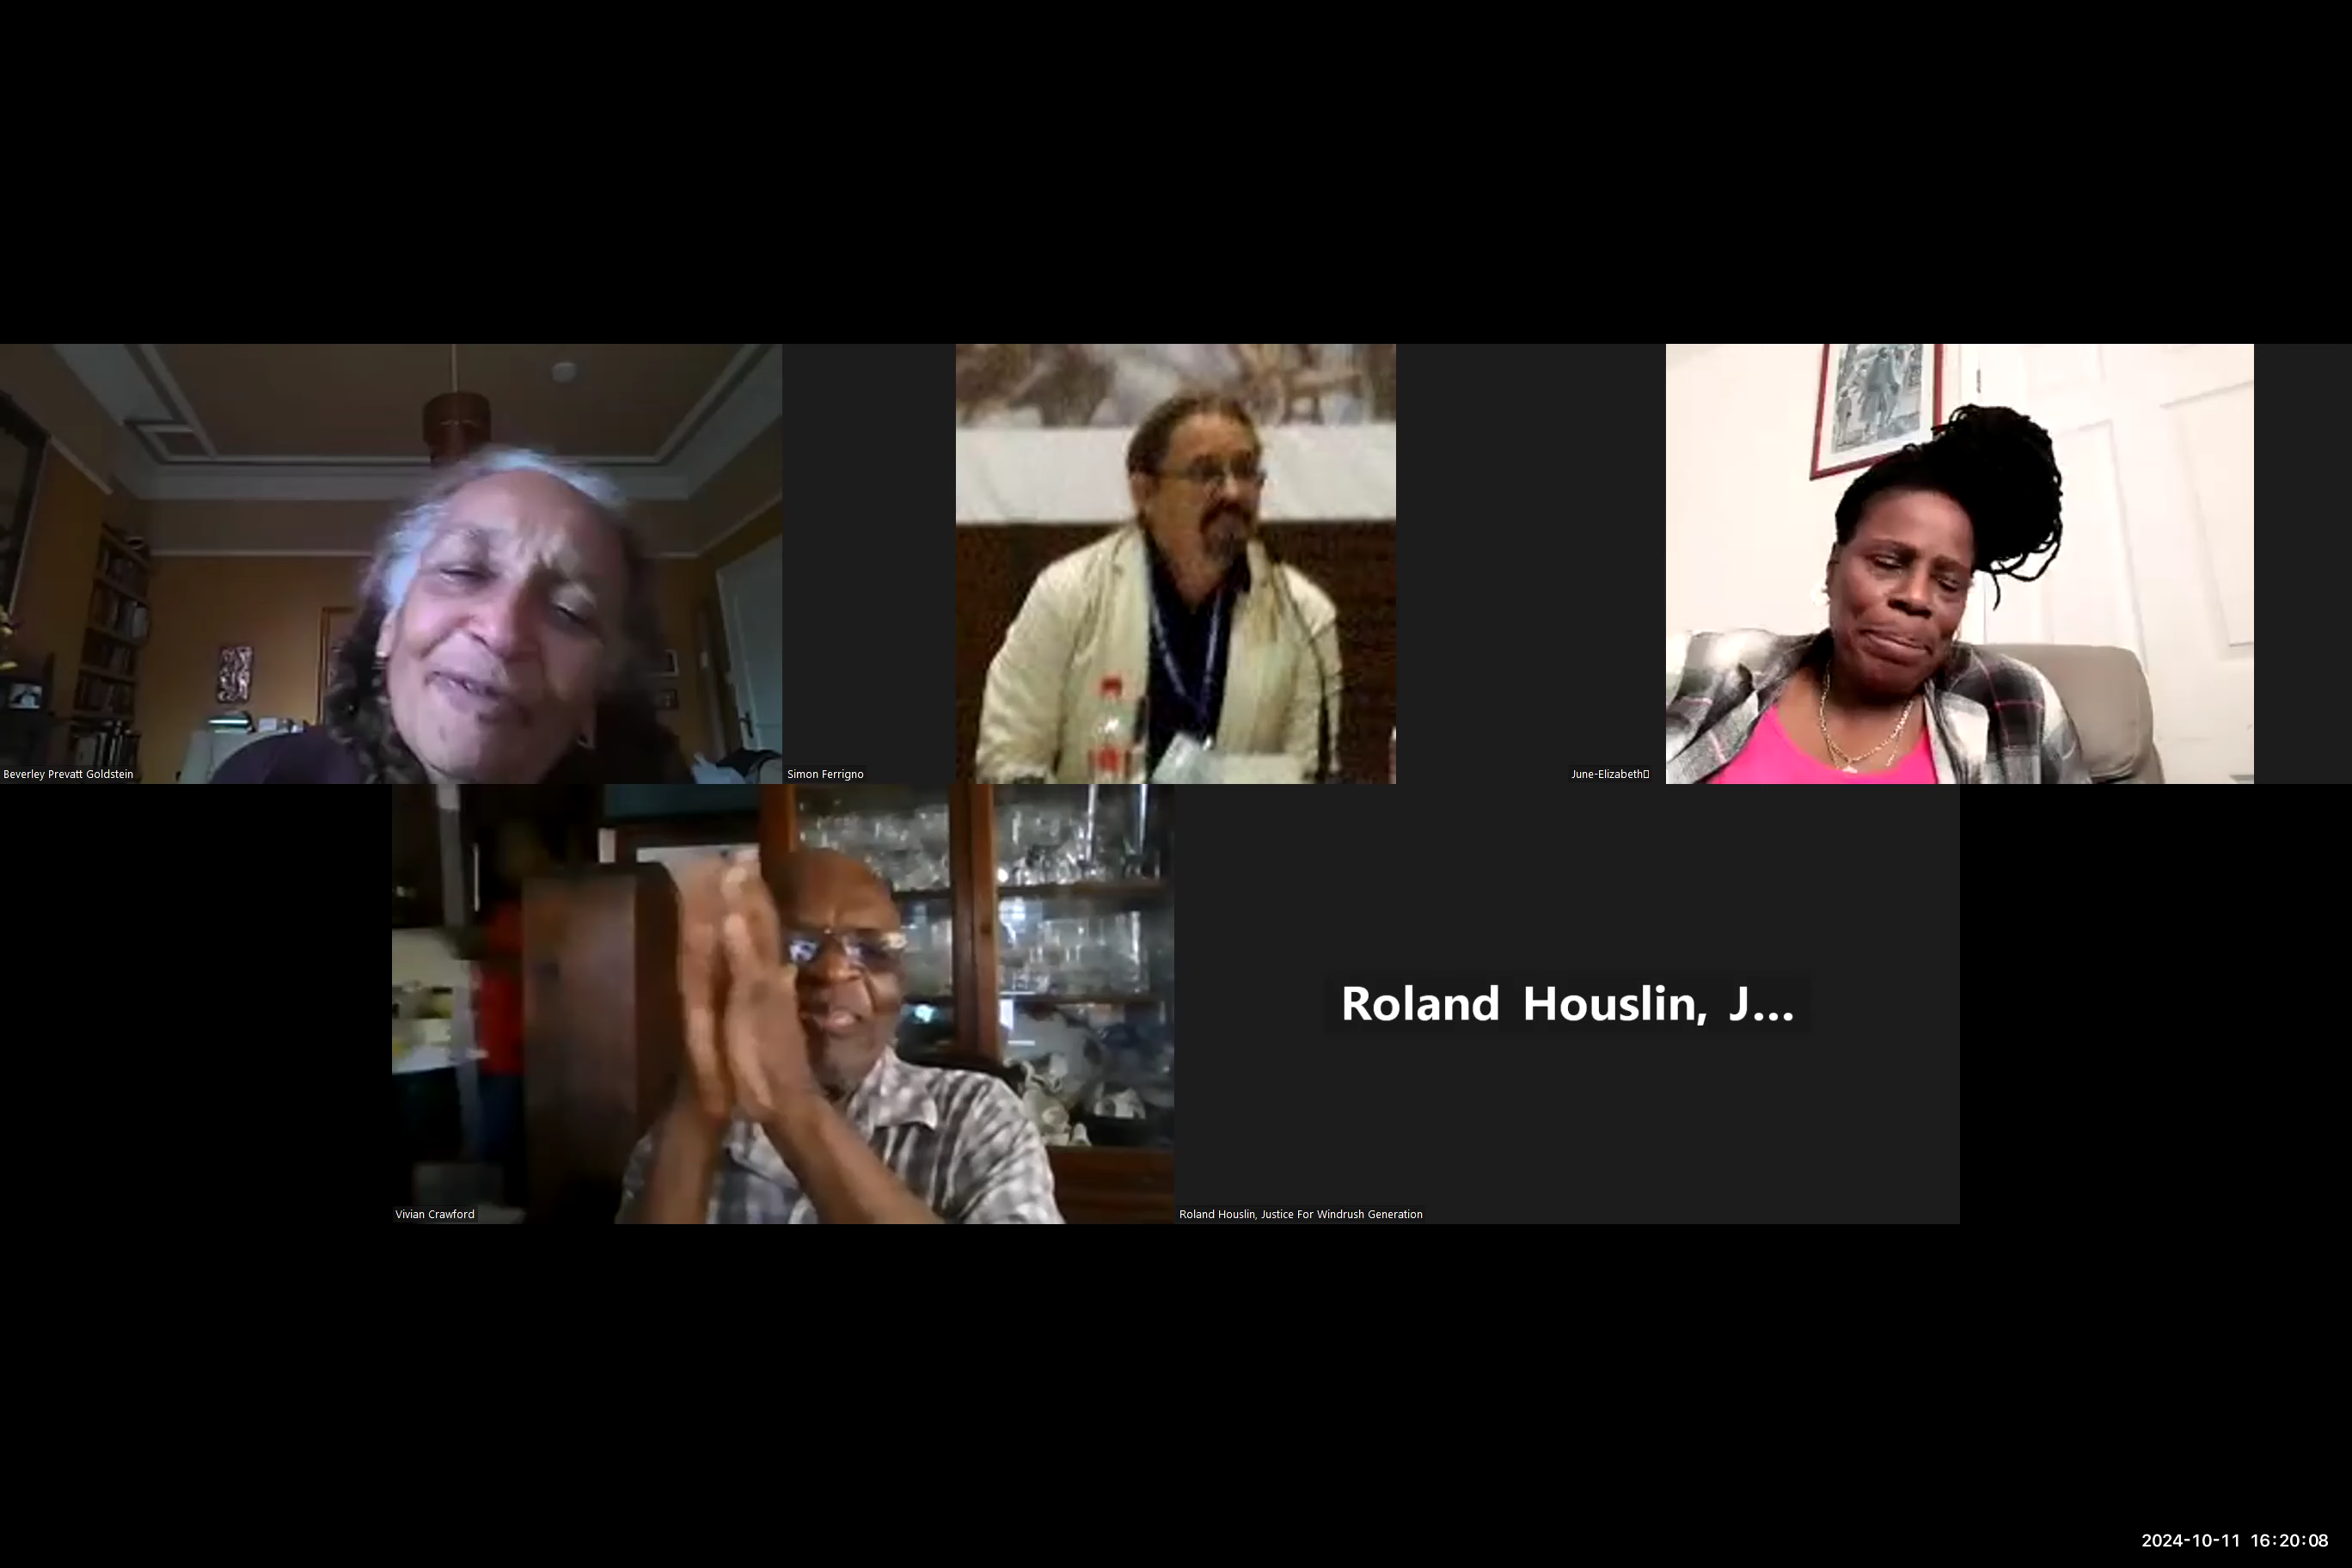 Beverley Prevatt Goldstein
Simon Ferrigno
June-Elizabeth▯
Vivian Crawford
Roland Houslin, J...
Roland Houslin, Justice For Windrush Generation
2024-10-11 16:20:08